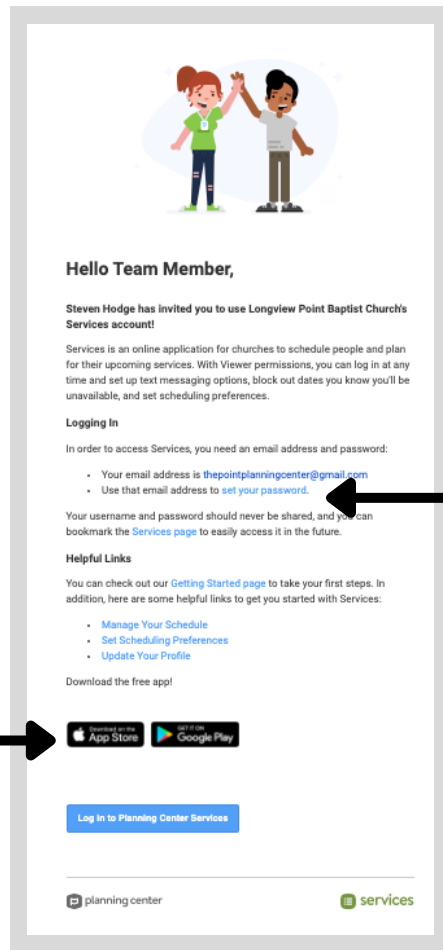 Hello Team Member,
Steven Hodge has invited you to use Longview Point Baptist Church's
Services account!
Services is an online application for churches to schedule people and plan
for their upcoming services. With Viewer permissions, you can log in at any
time and set up text messaging options, block out dates you know you'll be
unavailable, and set scheduling preferences.
Logging In
In order to access Services, you need an email address and password:
• Your email address is thepointplanningcenter@gmail.com
• Use that email address to set your password.
Your username and password should never be shared, and you can
bookmark the Services page to easily access it in the future.
Helpful Links
You can check out our Getting Started page to take your first steps. In
addition, here are some helpful links to get you started with Services:
• Manage Your Schedule
• Set Scheduling Preferences
• Update Your Profile
Download the free app!
Download on the
App Store
GET IT ON
Google Play
Log in to Planning Center Services
planning center
services